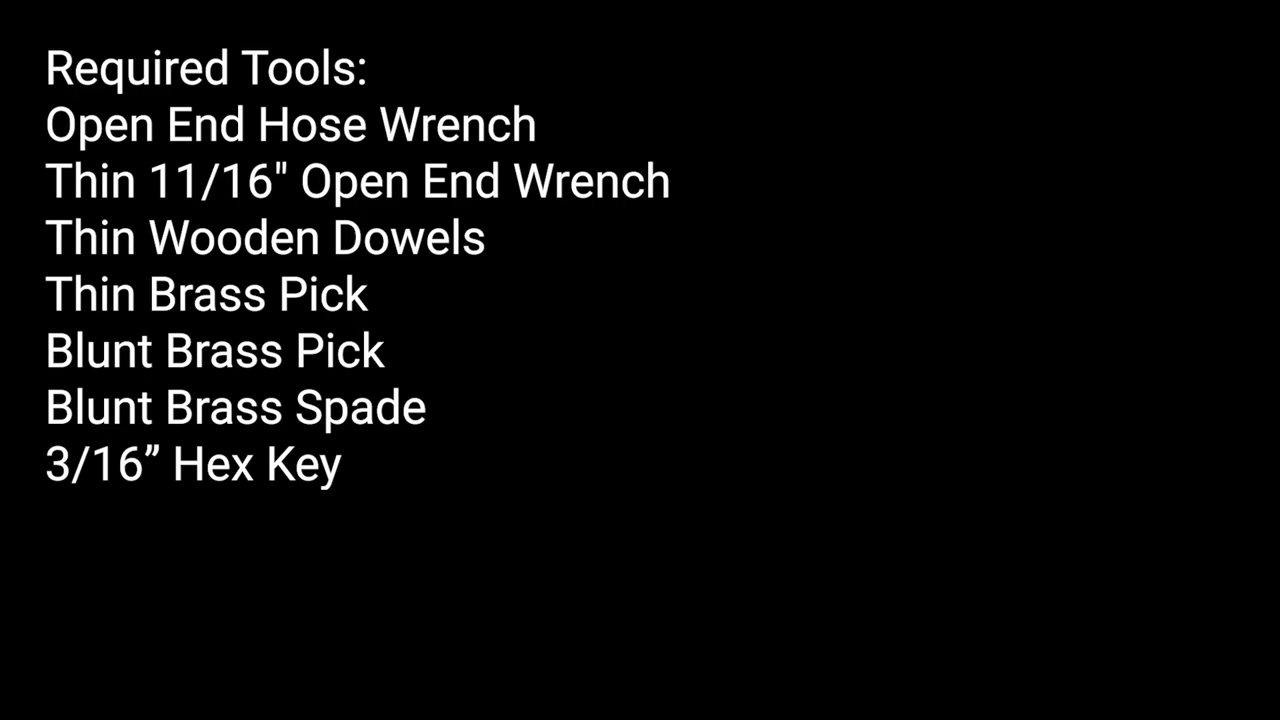 Required Tools:
Open End Hose Wrench
Thin 11/16" Open End Wrench
Thin Wooden Dowels
Thin Brass Pick
Blunt Brass Pick
Blunt Brass Spade
3/16” Hex Key